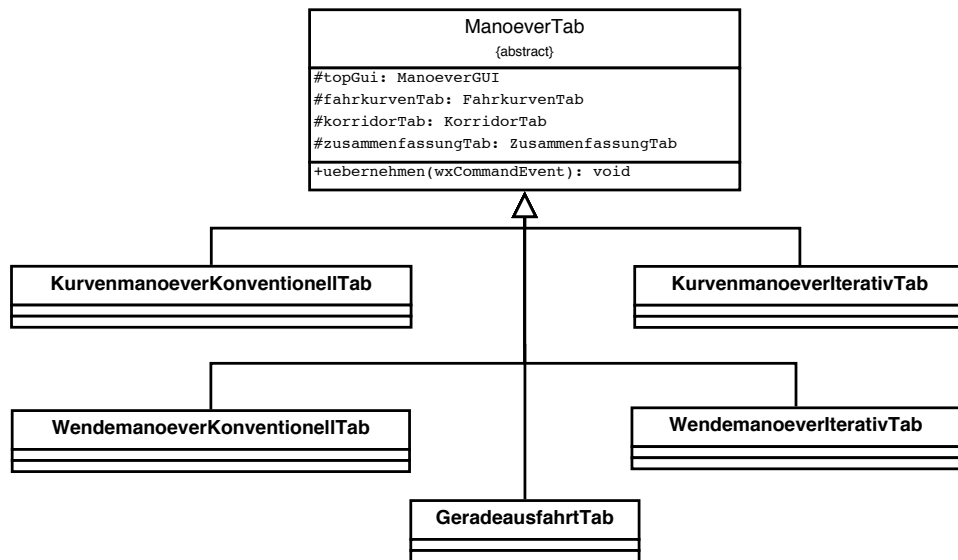 ManoeverTab
{abstract}
#topGui: ManoeverGUI
#fahrkurvenTab: FahrkurvenTab
#korridorTab: KorridorTab
#zusammenfassungTab: ZusammenfassungTab
+uebernehmen(wxCommandEvent): void
KurvenmanoeverKonventionellTab
KurvenmanoeverIterativTab
WendemanoeverKonventionellTab
WendemanoeverIterativTab
GeradeausfahrtTab